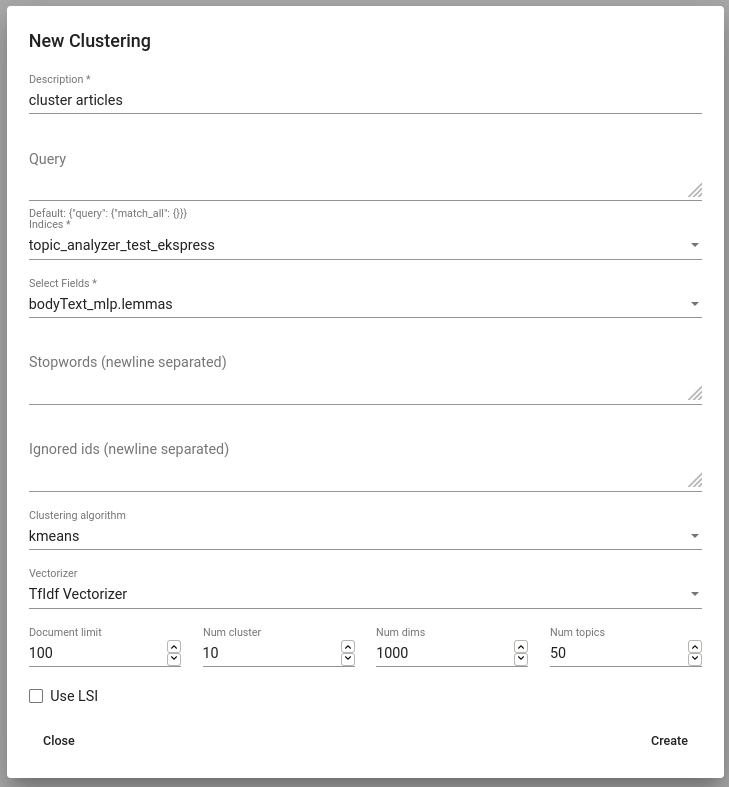 New Clustering
Description *
cluster articles
Query
Default: {"query": {"match_all": {}}}
Indices *
topic_analyzer_test_ekspress
Select Fields *
bodyText_mlp.lemmas
Stopwords (newline separated)
Ignored ids (newline separated)
Clustering algorithm
kmeans
Vectorizer
TfIdf Vectorizer
Document limit Num cluster Num dims Num topics
100 10 1000 50
Use LSI
Close Create